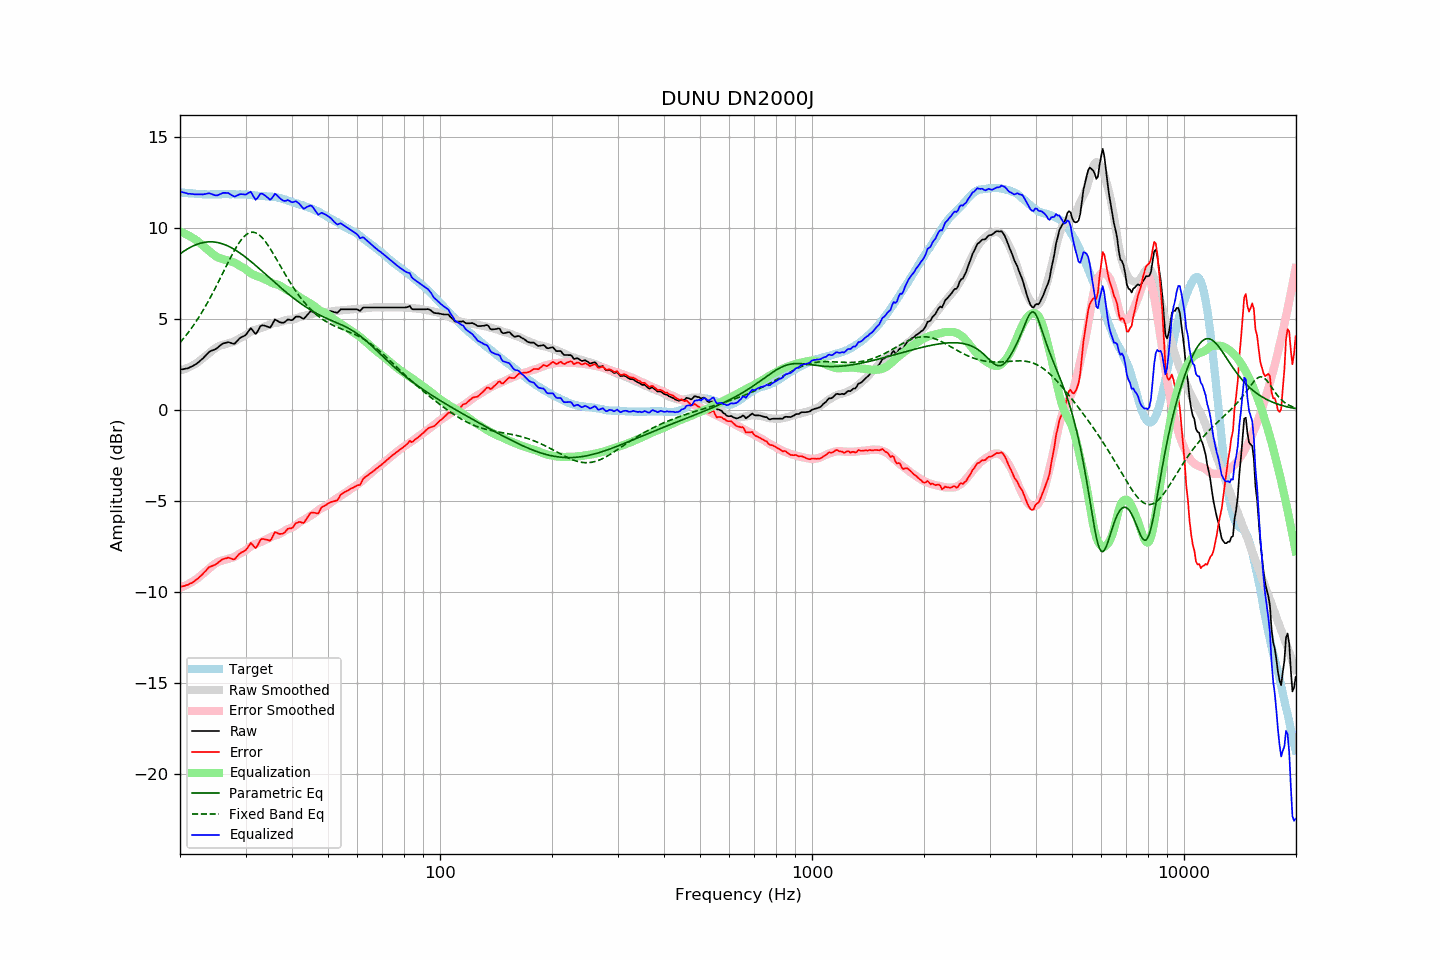 DUNU DN2000J
Amplitude (dBr)
15
10
5
0
−5
−10
−15
−20
Target
Raw Smoothed
Error Smoothed
Raw
Error
Equalization
Parametric Eq
Fixed Band Eq
Equalized
100 1000 10000
Frequency (Hz)